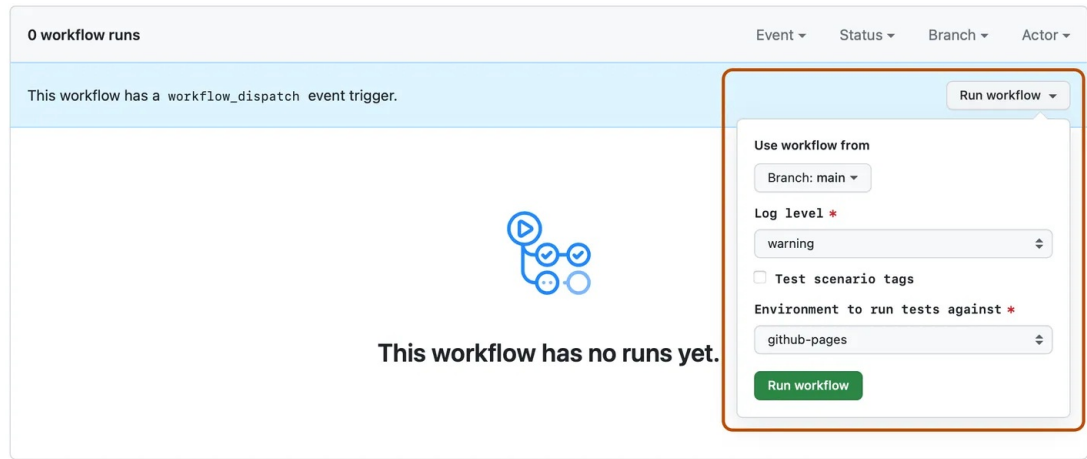 0 workflow runs
Event
Status
Branch
Actor
This workflow has a workflow_dispatch event trigger.
Run workflow
Use workflow from
Branch: main
Log level *
warning
Test scenario tags
Environment to run tests against *
github-pages
Run workflow
This workflow has no runs yet.